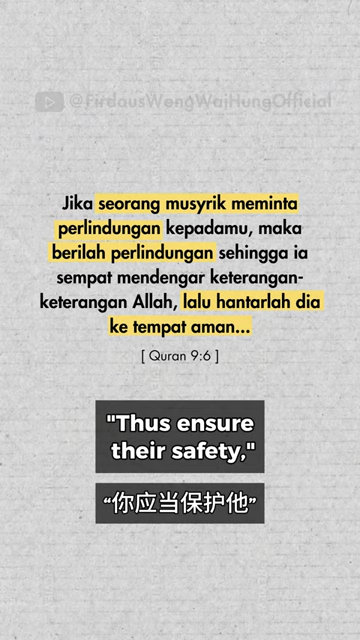 @FirdausWongWaiHungOfficial
Jika seorang musyrik meminta
perlindungan kepadamu, maka
berilah perlindungan sehingga ia
sempat mendengar keterangan-
keterangan Allah, lalu hantarlah dia
ke tempat aman...
[ Quran 9:6 ]
"Thus ensure
their safety,"
“你应当保护他”